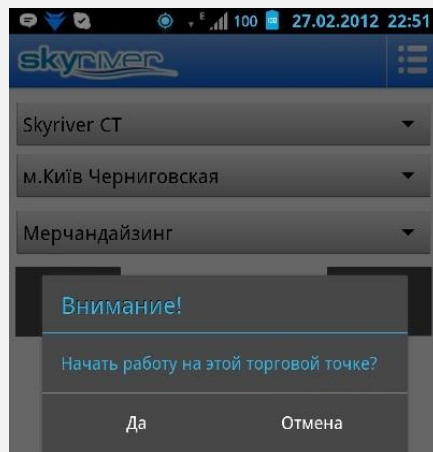 E 100 100 27.02.2012 22:51
skyriver
Skyriver CT
м.Київ Черниговская
Мерчандайзинг
Внимание!
Начать работу на этой торговой точке?
Да Отмена